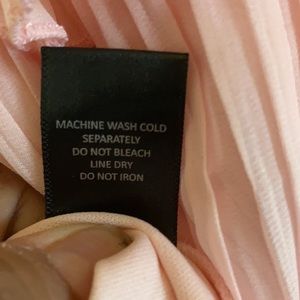 MACHINE WASH COLD
SEPARATELY
DO NOT BLEACH
LINE DRY
DO NOT IRON